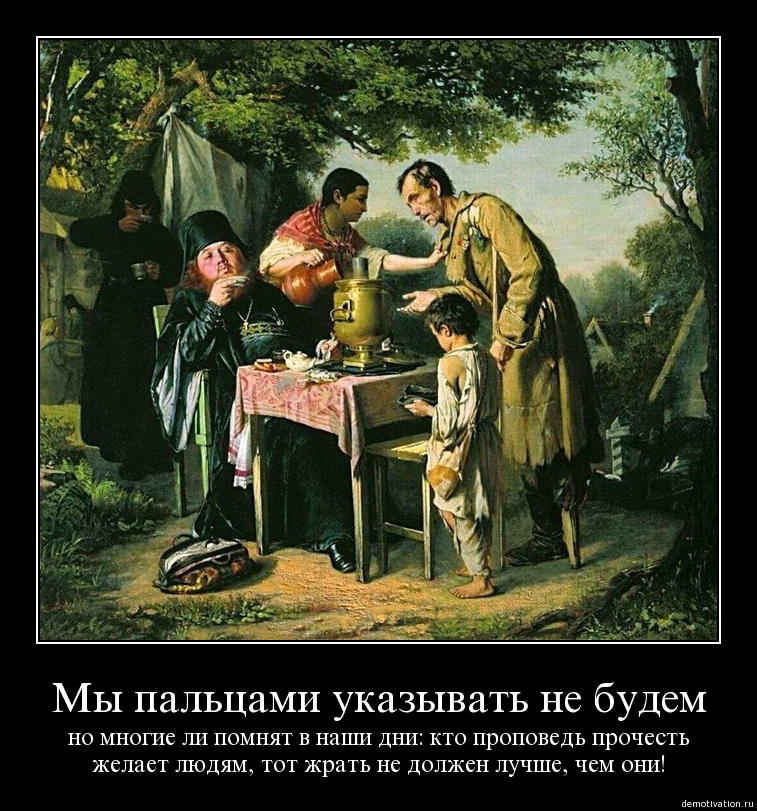 Мы пальцами указывать не будем
но многие ли помнят в наши дни: кто проповедь прочесть
желает людям, тот жрать не должен лучше, чем они!
demotivation.ru